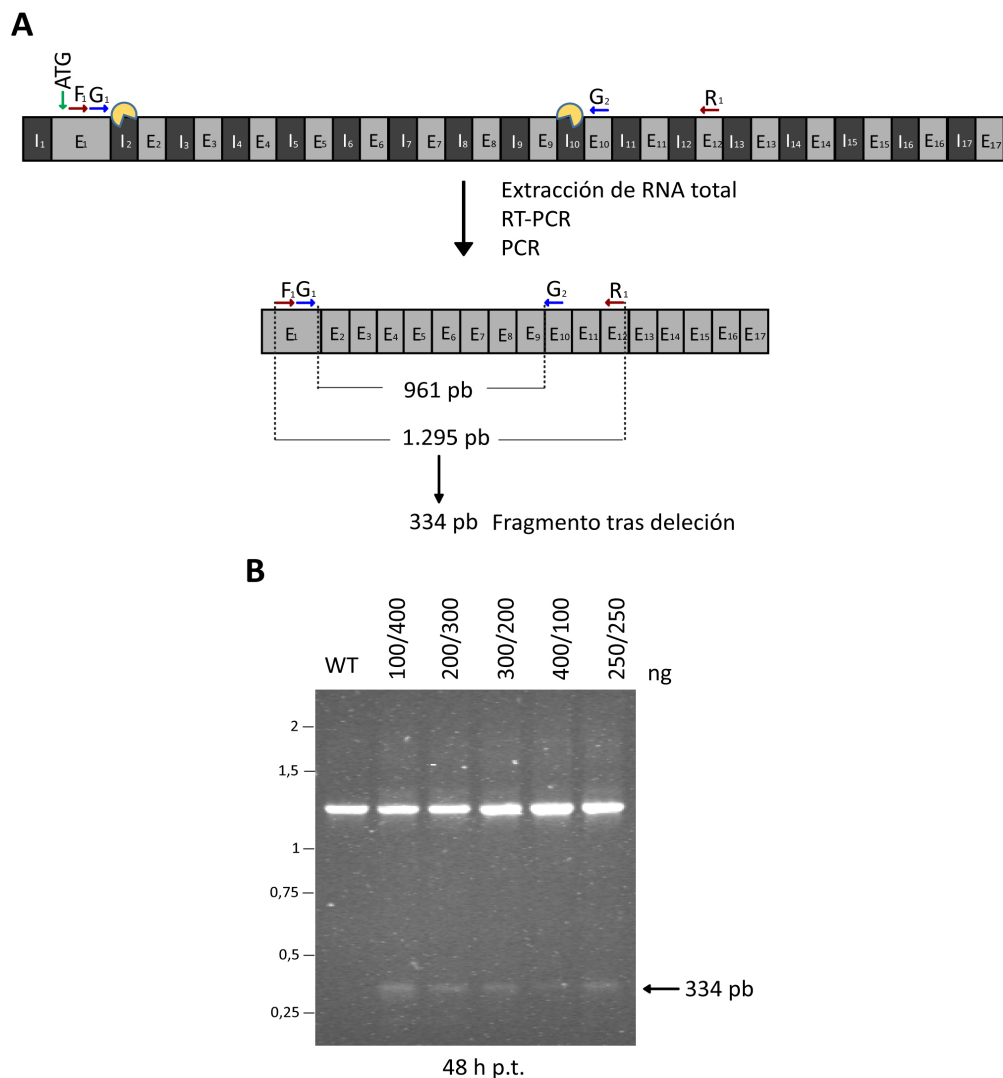 A
ATG
F1 G1 G2 R1
I1 E1 I2 E2 I3 E3 I4 E4 I5 E5 I6 E6 I7 E7 I8 E8 I9 E9 I10 E10 I11 E11 I12 E12 I13 E13 I14 E14 I15 E15 I16 E16 I17 E17
Extracción de RNA total
RT-PCR
PCR
F1 G1 G2 R1
E1 E2 E3 E4 E5 E6 E7 E8 E9 E10 E11 E12 E13 E14 E15 E16 E17
961 pb
1.295 pb
334 pb Fragmento tras deleción
B
WT 100/400 200/300 300/200 400/100 250/250 ng
2
1,5
1
0,75
0,5
334 pb
0,25
48 h p.t.